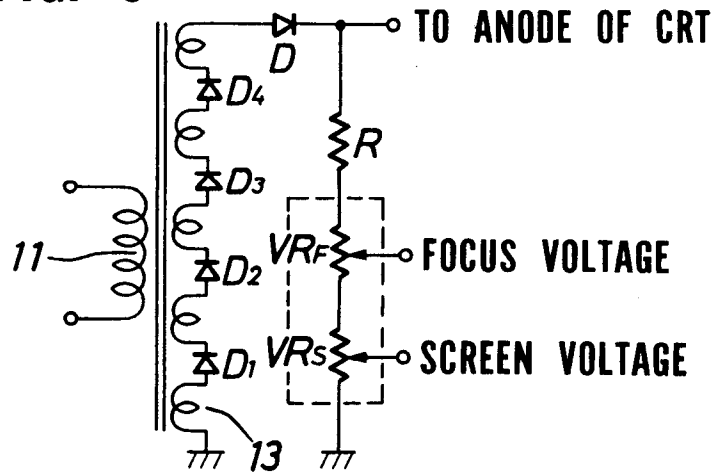 TO ANODE OF CRT
D
D4
R
D3
VRF
11
FOCUS VOLTAGE
D2
VRS
D1
SCREEN VOLTAGE
13